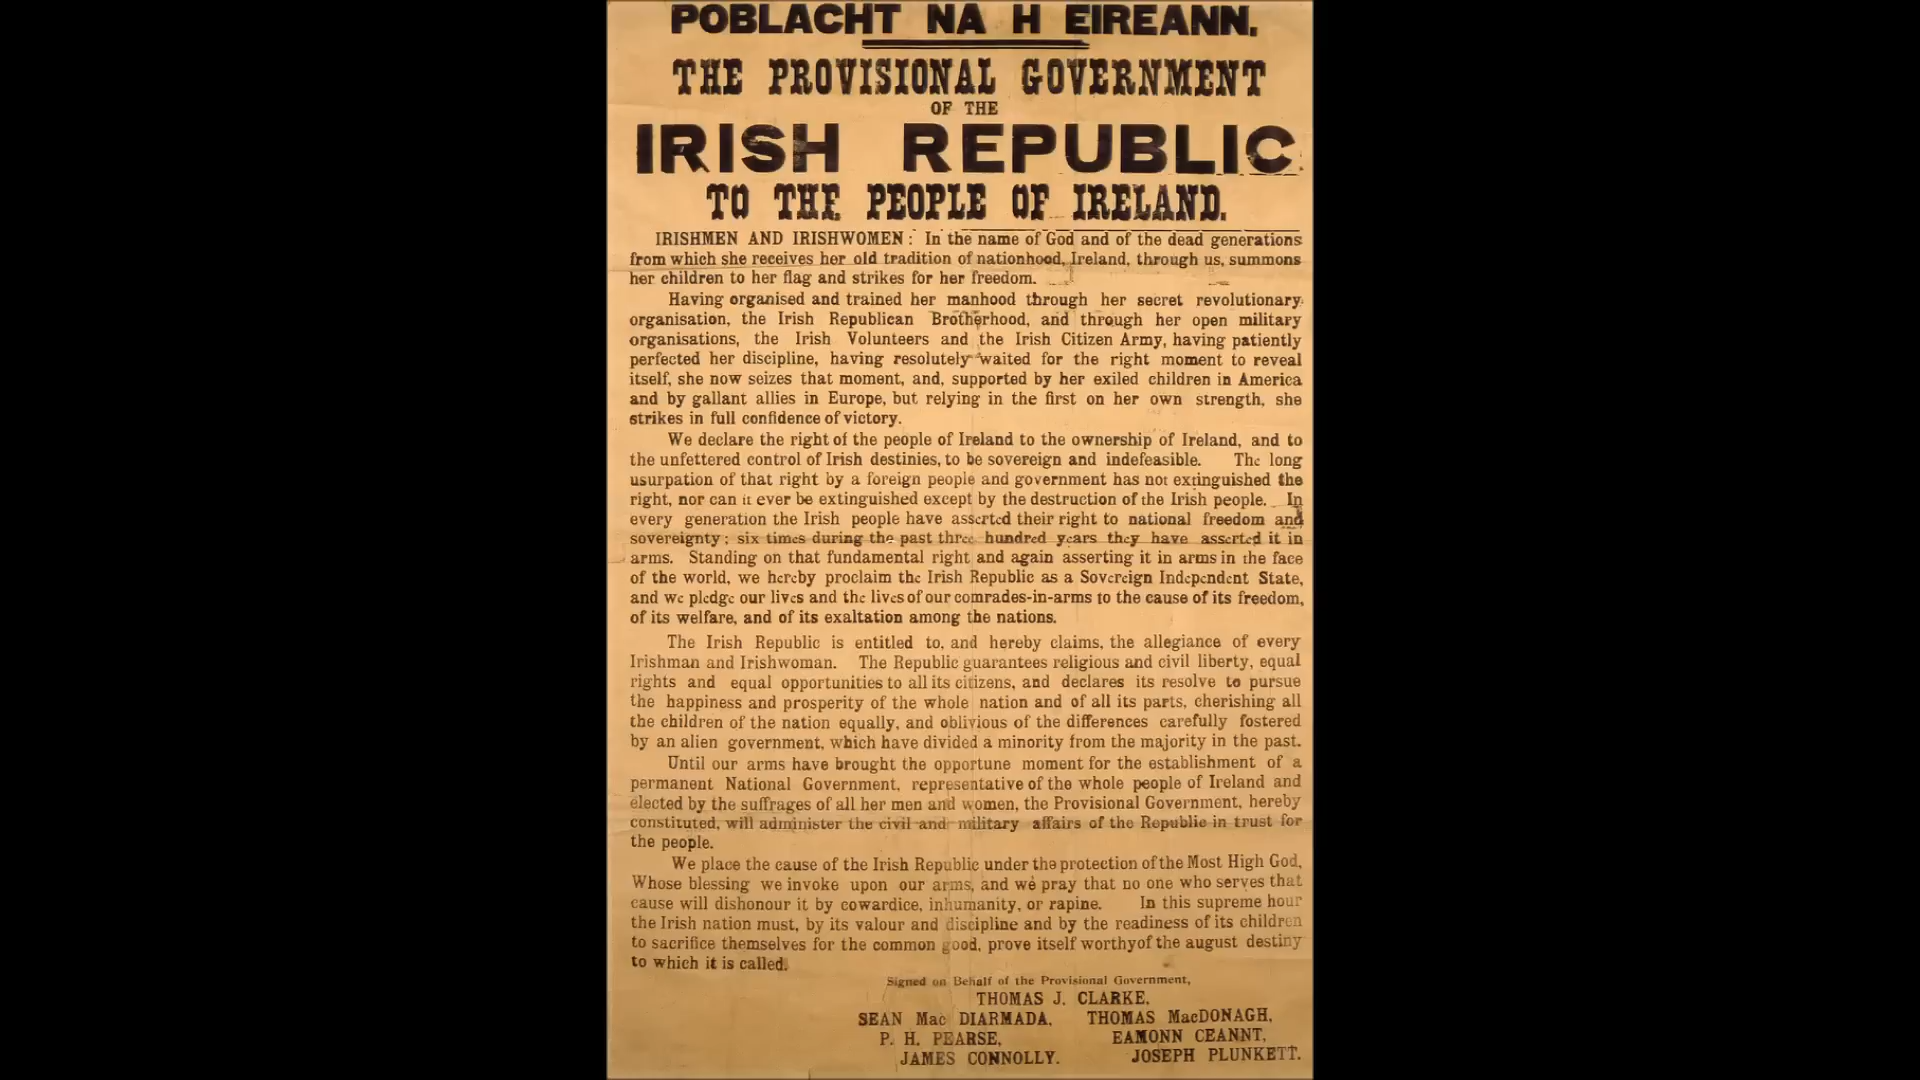 POBLACHT NA H EIREANN.
THE PROVISIONAL GOVERNMENT
OF THE
IRISH REPUBLIC
TO THE PEOPLE OF IRELAND.
IRISHMEN AND IRISHWOMEN: In the name of God and of the dead generations
from which she receives her old tradition of nationhood, Ireland, through us, summons
her children to her flag and strikes for her freedom.
Having organised and trained her manhood through her secret revolutionary
organisation, the Irish Republican Brotherhood, and through her open military
organisations, the Irish Volunteers and the Irish Citizen Army, having patiently
perfected her discipline, having resolutely waited for the right moment to reveal
itself, she now seizes that moment, and, supported by her exiled children in America
and by gallant allies in Europe, but relying in the first on her own strength, she
strikes in full confidence of victory.
We declare the right of the people of Ireland to the ownership of Ireland, and to
the unfettered control of Irish destinies, to be sovereign and indefeasible. The long
usurpation of that right by a foreign people and government has not extinguished the
right, nor can it ever be extinguished except by the destruction of the Irish people. In
every generation the Irish people have asserted their right to national freedom and
sovereignty; six times during the past three hundred years they have asserted it in
arms. Standing on that fundamental right and again asserting it in arms in the face
of the world, we hereby proclaim the Irish Republic as a Sovereign Independent State,
and we pledge our lives and the lives of our comrades-in-arms to the cause of its freedom,
of its welfare, and of its exaltation among the nations.
The Irish Republic is entitled to, and hereby claims, the allegiance of every
Irishman and Irishwoman. The Republic guarantees religious and civil liberty, equal
rights and equal opportunities to all its citizens, and declares its resolve to pursue
the happiness and prosperity of the whole nation and of all its parts, cherishing all
the children of the nation equally, and oblivious of the differences carefully fostered
by an alien government, which have divided a minority from the majority in the past.
Until our arms have brought the opportune moment for the establishment of a
permanent National Government, representative of the whole people of Ireland and
elected by the suffrages of all her men and women, the Provisional Government, hereby
constituted, will administer the civil and military affairs of the Republic in trust for
the people.
We place the cause of the Irish Republic under the protection of the Most High God,
Whose blessing we invoke upon our arms, and we pray that no one who serves that
cause will dishonour it by cowardice, inhumanity, or rapine. In this supreme hour
the Irish nation must, by its valour and discipline and by the readiness of its children
to sacrifice themselves for the common good, prove itself worthy of the august destiny
to which it is called.
Signed on Behalf of the Provisional Government,
THOMAS J. CLARKE,
SEAN Mac DIARMADA, THOMAS MacDONAGH,
P. H. PEARSE, EAMONN CEANNT,
JAMES CONNOLLY. JOSEPH PLUNKETT.